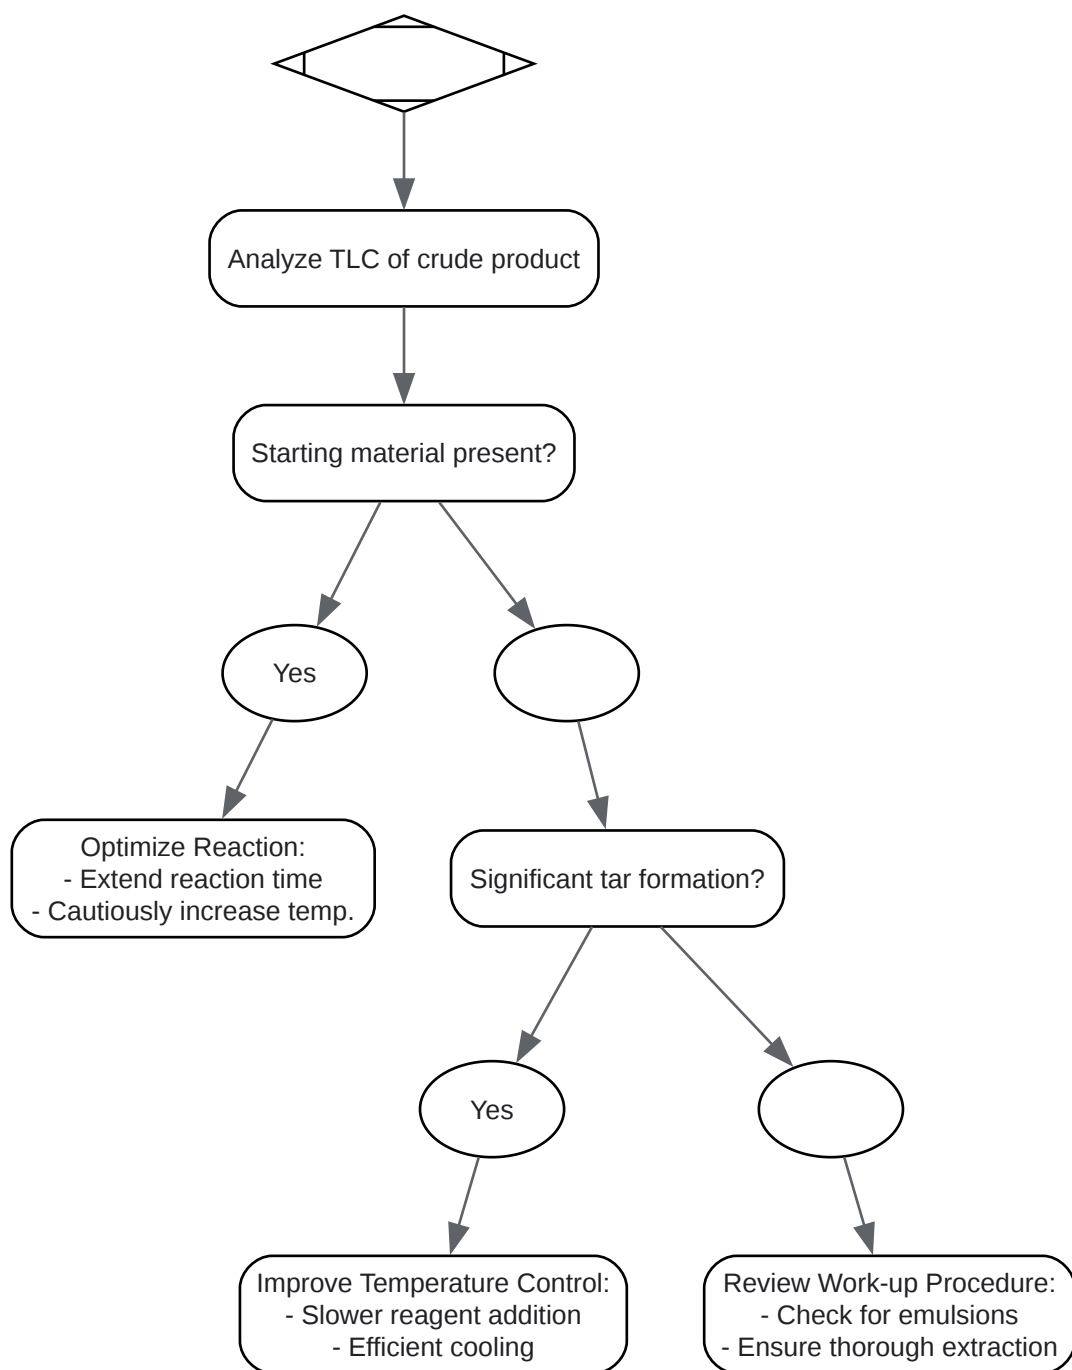 Analyze TLC of crude product
Starting material present?
Yes
Optimize Reaction:
- Extend reaction time
- Cautiously increase temp.
Significant tar formation?
Yes
Improve Temperature Control:
- Slower reagent addition
- Efficient cooling
Review Work-up Procedure:
- Check for emulsions
- Ensure thorough extraction